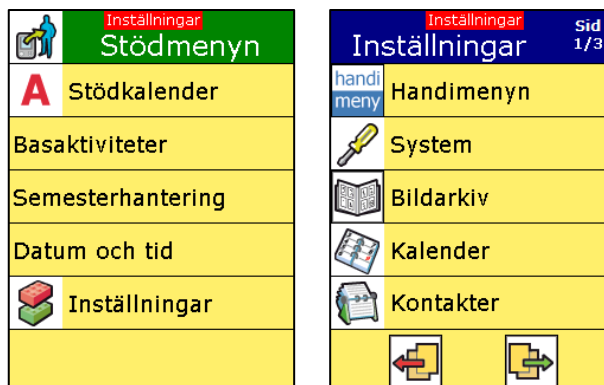 Inställningar
Stödmenyn
A Stödkalender
Basaktiviteter
Semesterhantering
Datum och tid
Inställningar
Inställningar
Inställningar
Sid
1/3
handi
meny
Handimenyn
System
Bildarkiv
Kalender
Kontakter